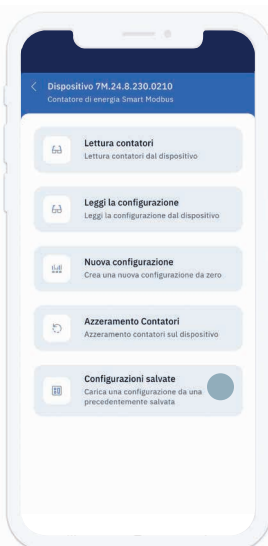 Dispositivo 7M.24.8.230.0210
Contatore di energia Smart Modbus
Lettura contatori
Lettura contatori dal dispositivo
Leggi la configurazione
Leggi la configurazione dal dispositivo
Nuova configurazione
Crea una nuova configurazione da zero
Azzeramento Contatori
Azzeramento contatori sul dispositivo
Configurazioni salvate
Carica una configurazione da una
precedentemente salvata